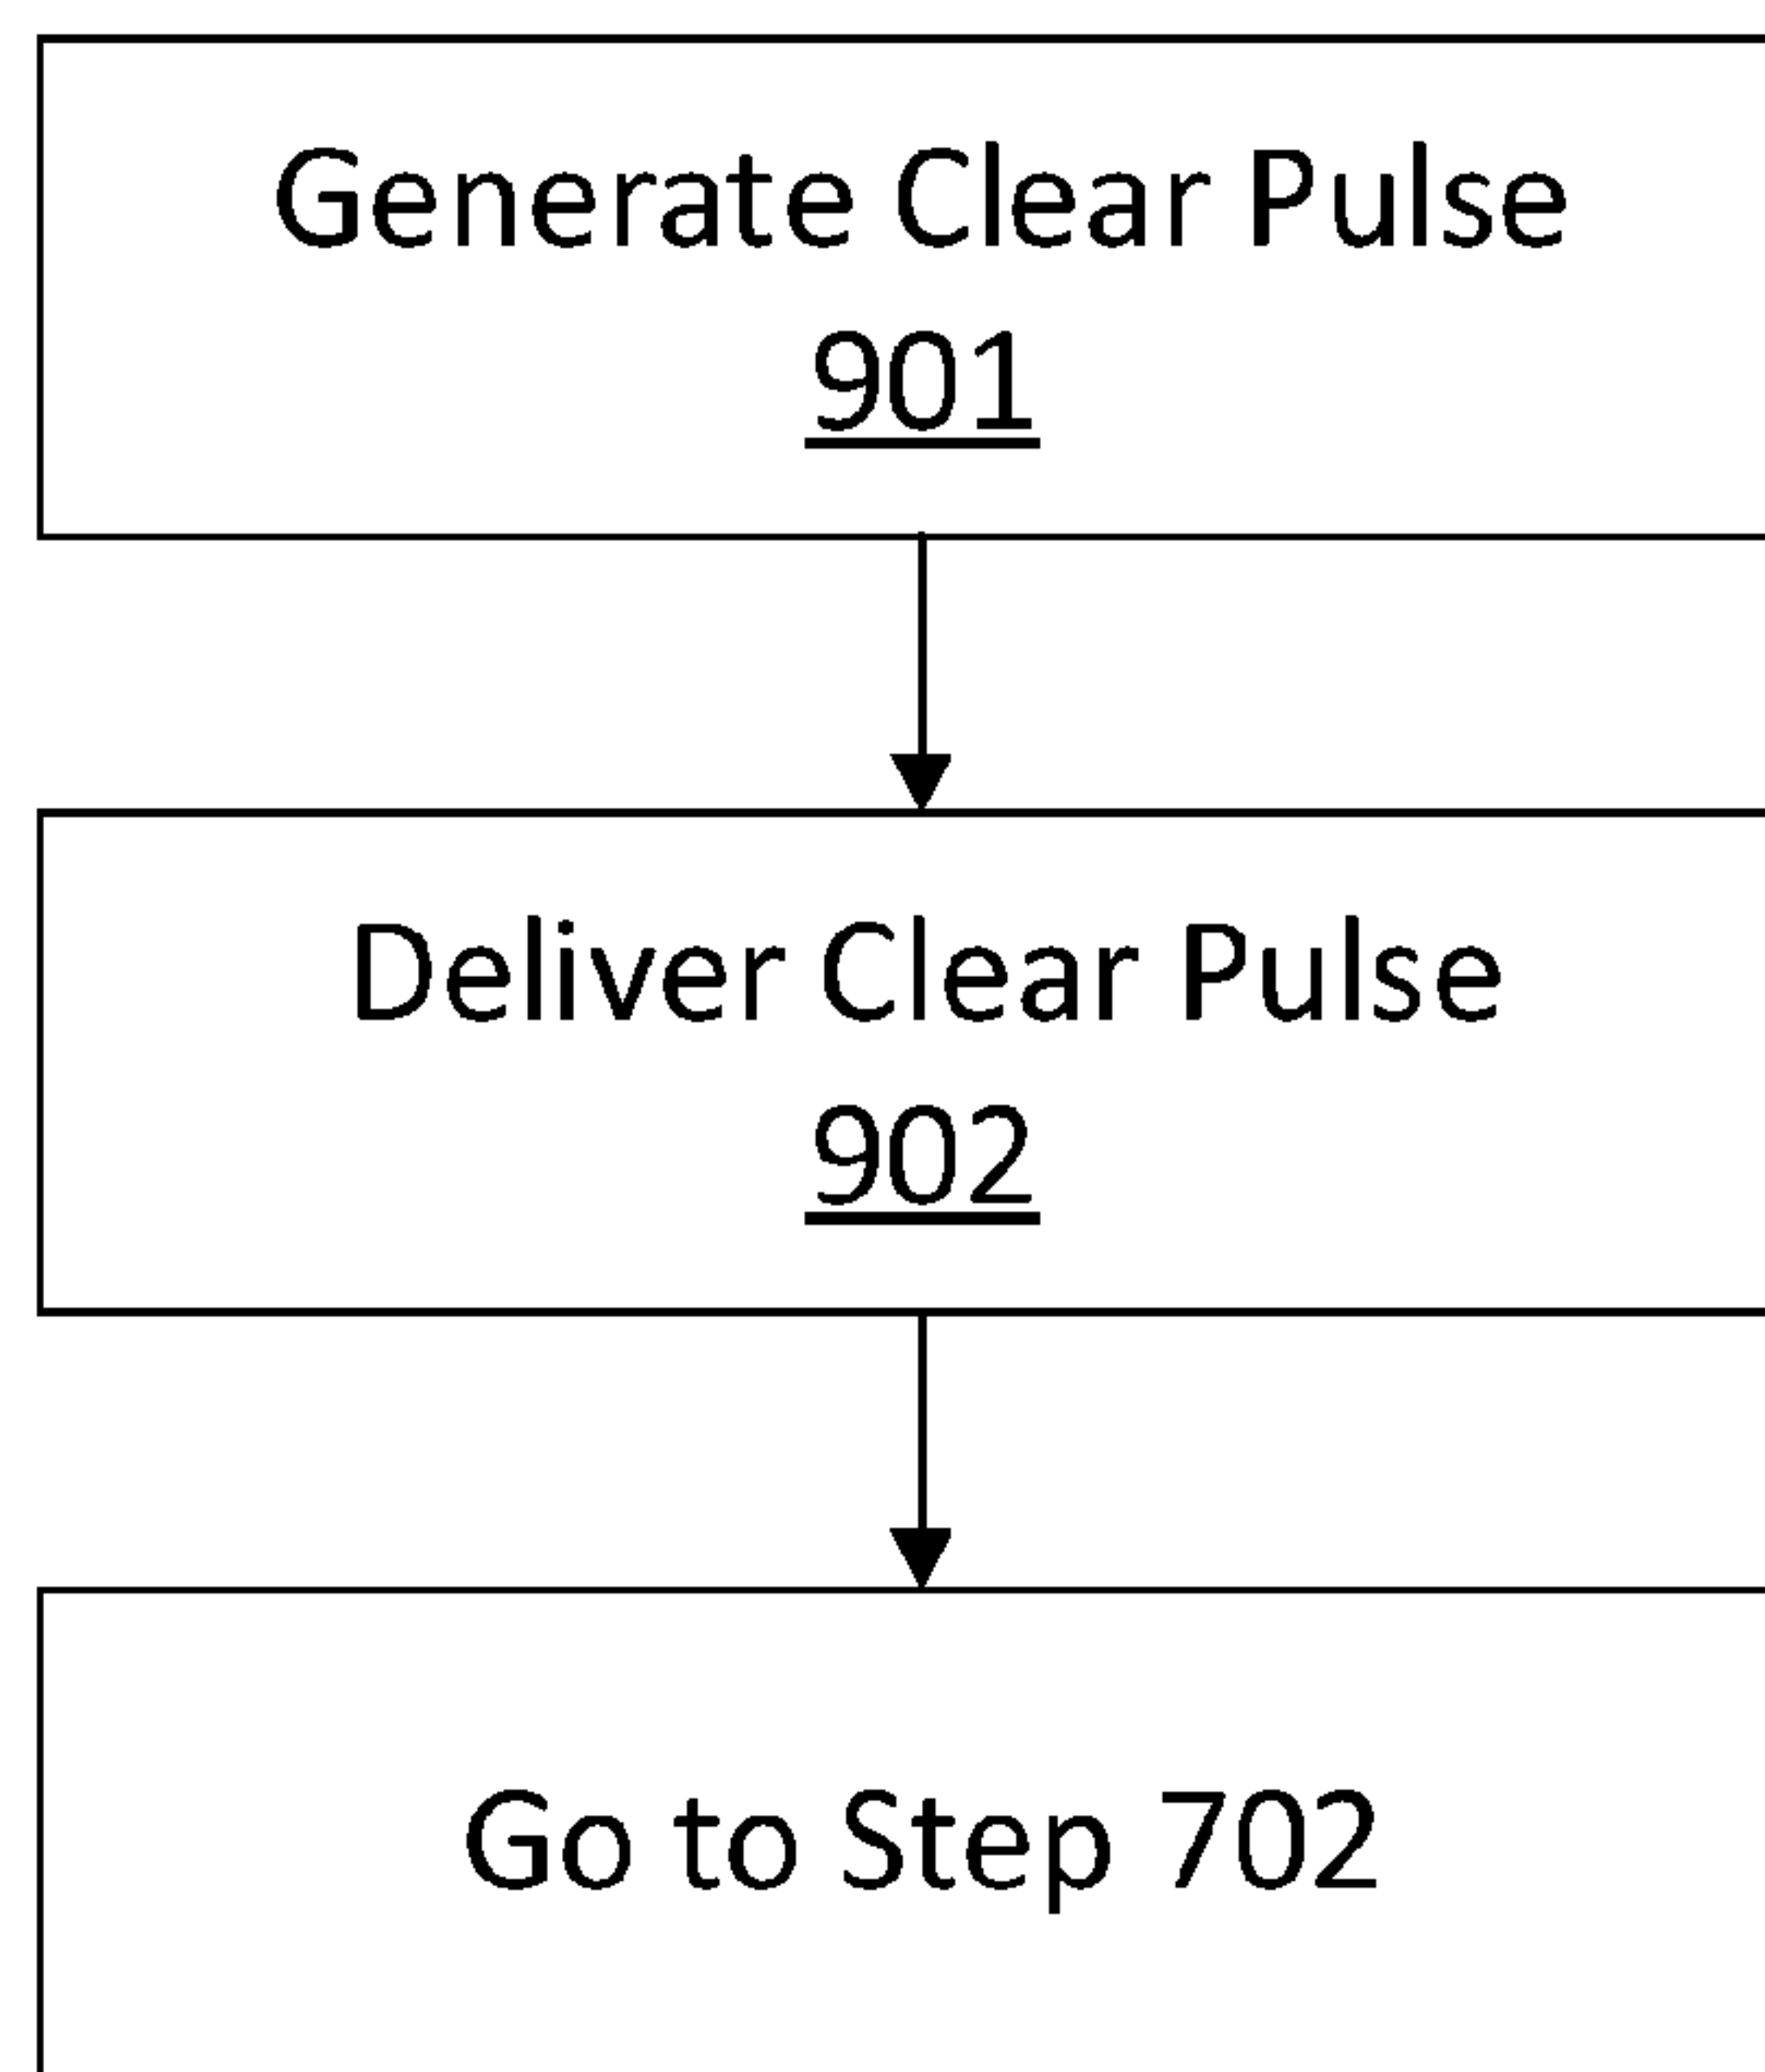 Generate Clear Pulse
901
Deliver Clear Pulse
902
Go to Step 702